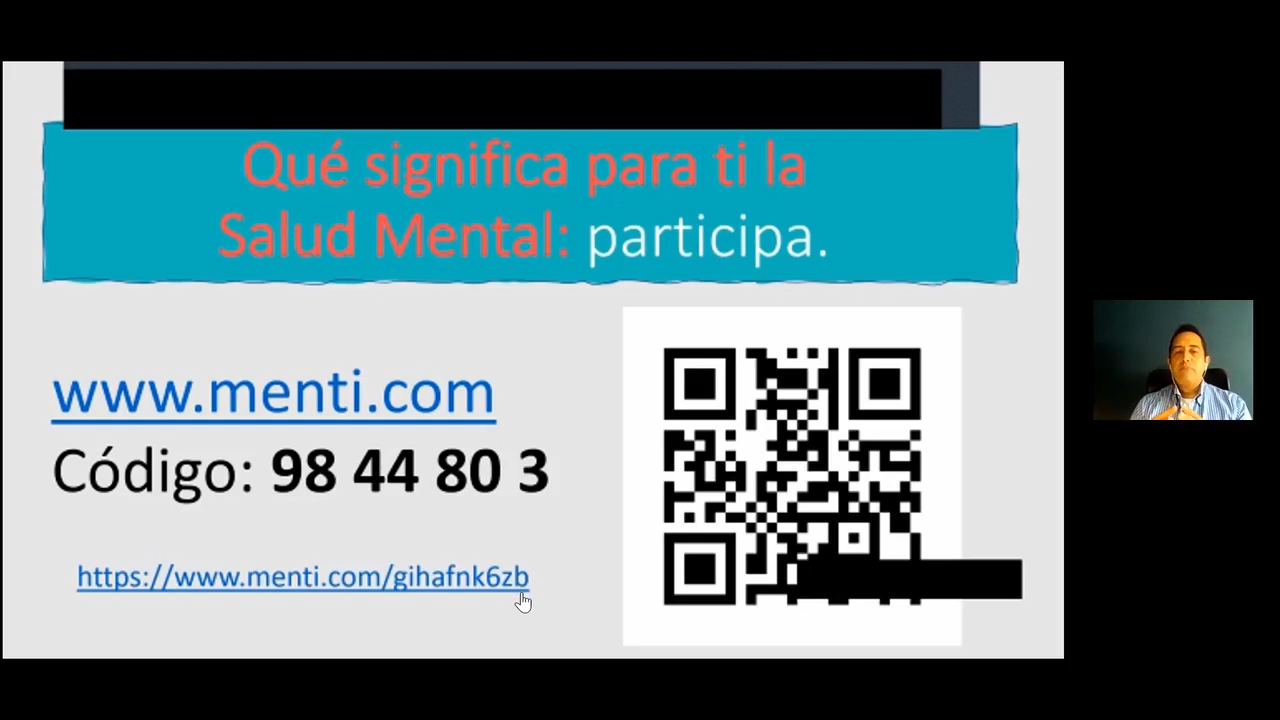 Qué significa para ti la
Salud Mental: participa.
www.menti.com
Código: 98 44 80 3
https://www.menti.com/gihafnk6zb